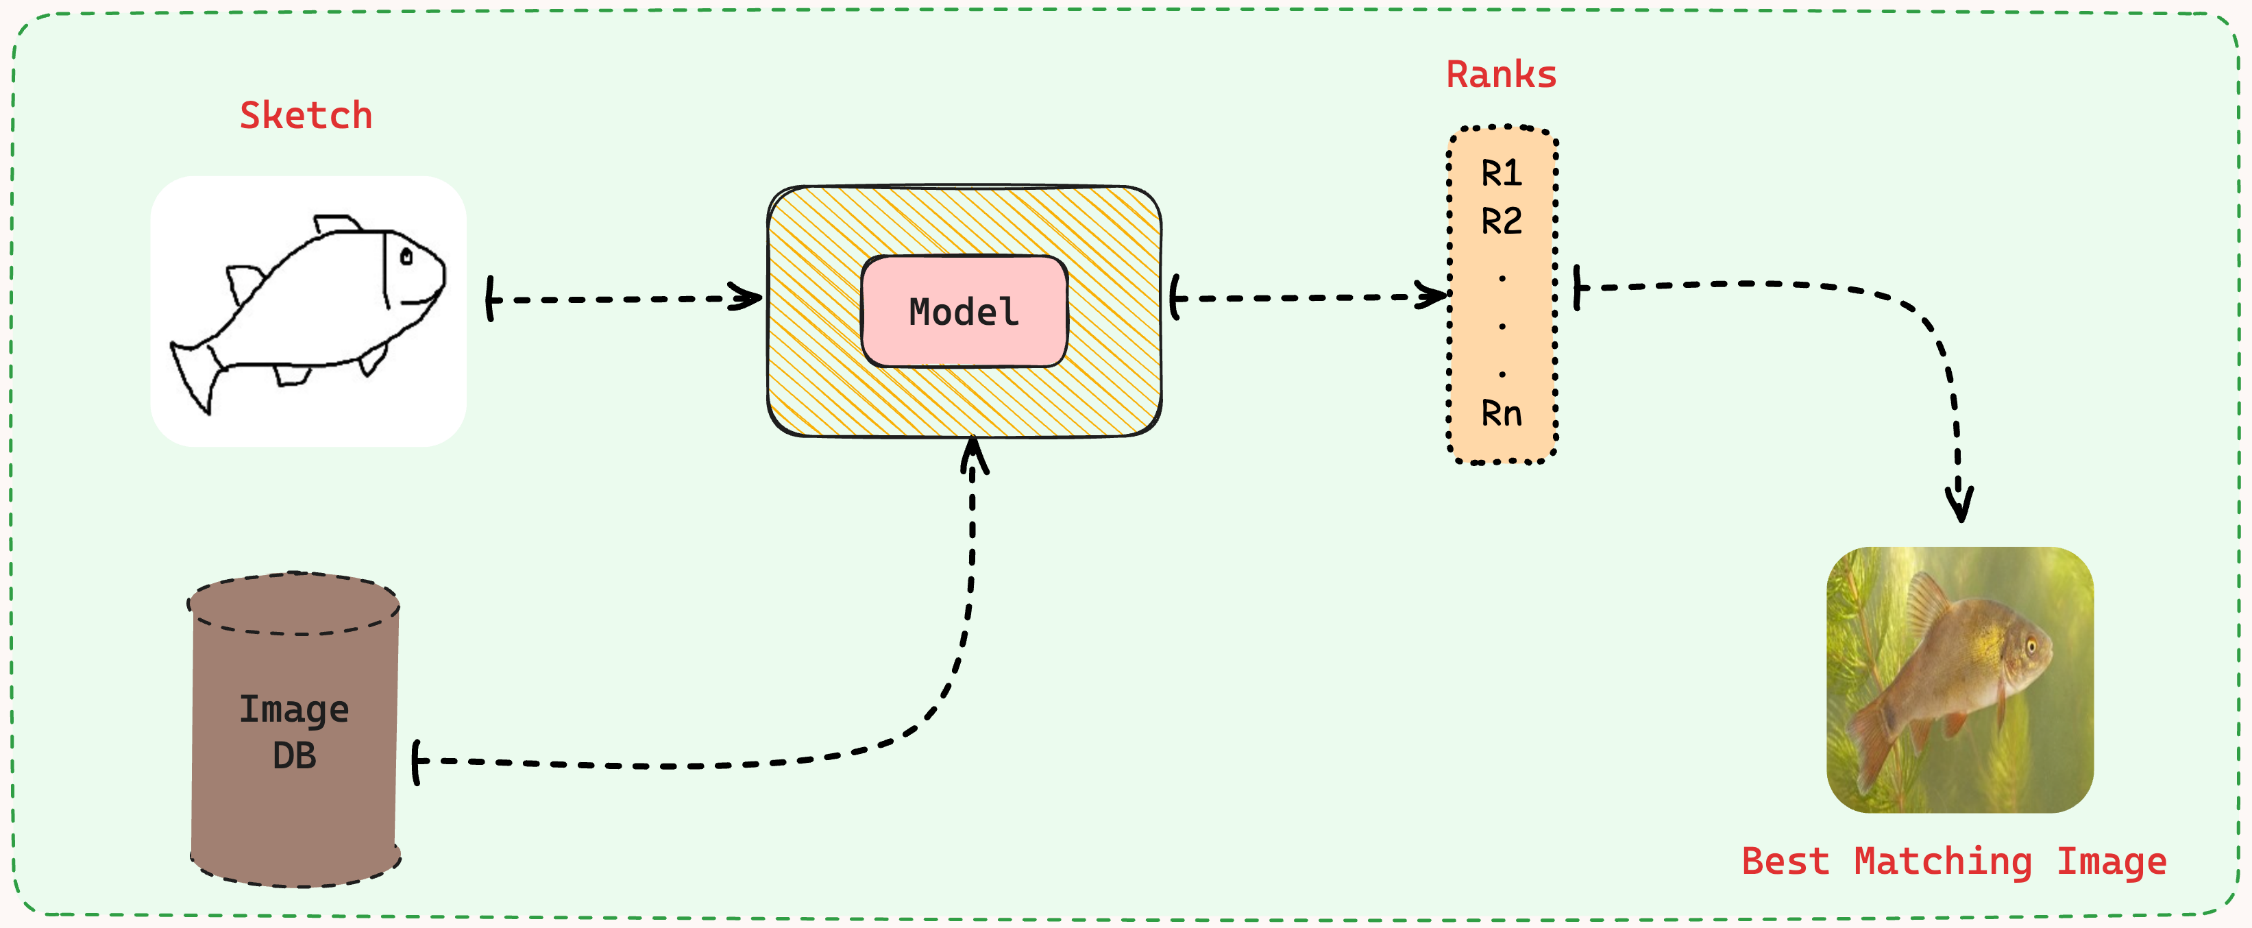 Sketch
Model
Ranks
R1
R2
.
.
.
Rn
Image
DB
Best Matching Image